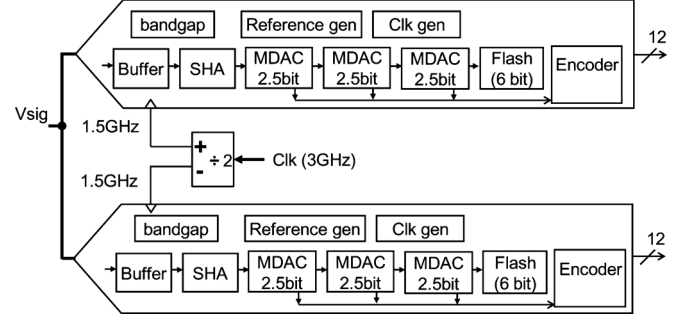 bandgap
Reference gen
Clk gen
12
Buffer
SHA
MDAC
2.5bit
MDAC
2.5bit
MDAC
2.5bit
Flash
(6 bit)
Encoder
Vsig
1.5GHz
+
÷ 2
-
Clk (3GHz)
1.5GHz
bandgap
Reference gen
Clk gen
12
Buffer
SHA
MDAC
2.5bit
MDAC
2.5bit
MDAC
2.5bit
Flash
(6 bit)
Encoder